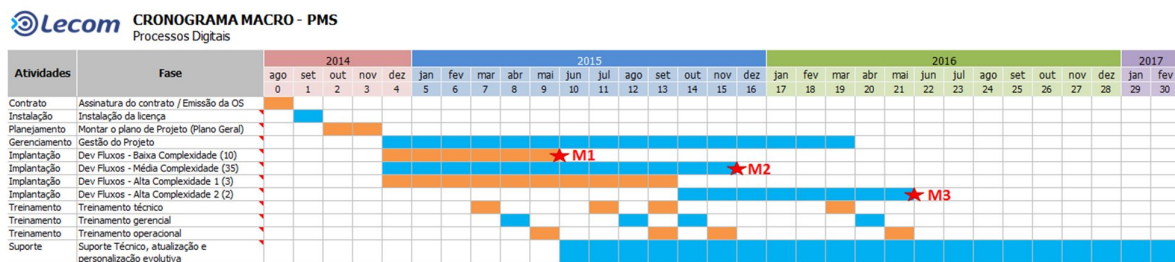 Lecom CRONOGRAMA MACRO - PMS
Processos Digitais
2014 2015 2016 2017
Atividades Fase ago set out nov dez jan fev mar abr mai jun jul ago set out nov dez jan fev mar abr mai jun jul ago set out nov dez jan fev
0 1 2 3 4 5 6 7 8 9 10 11 12 13 14 15 16 17 18 19 20 21 22 23 24 25 26 27 28 29 30
Contrato Assinatura do contrato / Emissão da OS
Instalação Instalação da licença
Planejamento Montar o plano de Projeto (Plano Geral)
Gerenciamento Gestão do Projeto
Implantação Dev Fluxos - Baixa Complexidade (10) M1
Implantação Dev Fluxos - Média Complexidade (35) M2
Implantação Dev Fluxos - Alta Complexidade 1 (3)
Implantação Dev Fluxos - Alta Complexidade 2 (2) M3
Treinamento Treinamento técnico
Treinamento Treinamento gerencial
Treinamento Treinamento operacional
Suporte Suporte Técnico, atualização e
personalização evolutiva